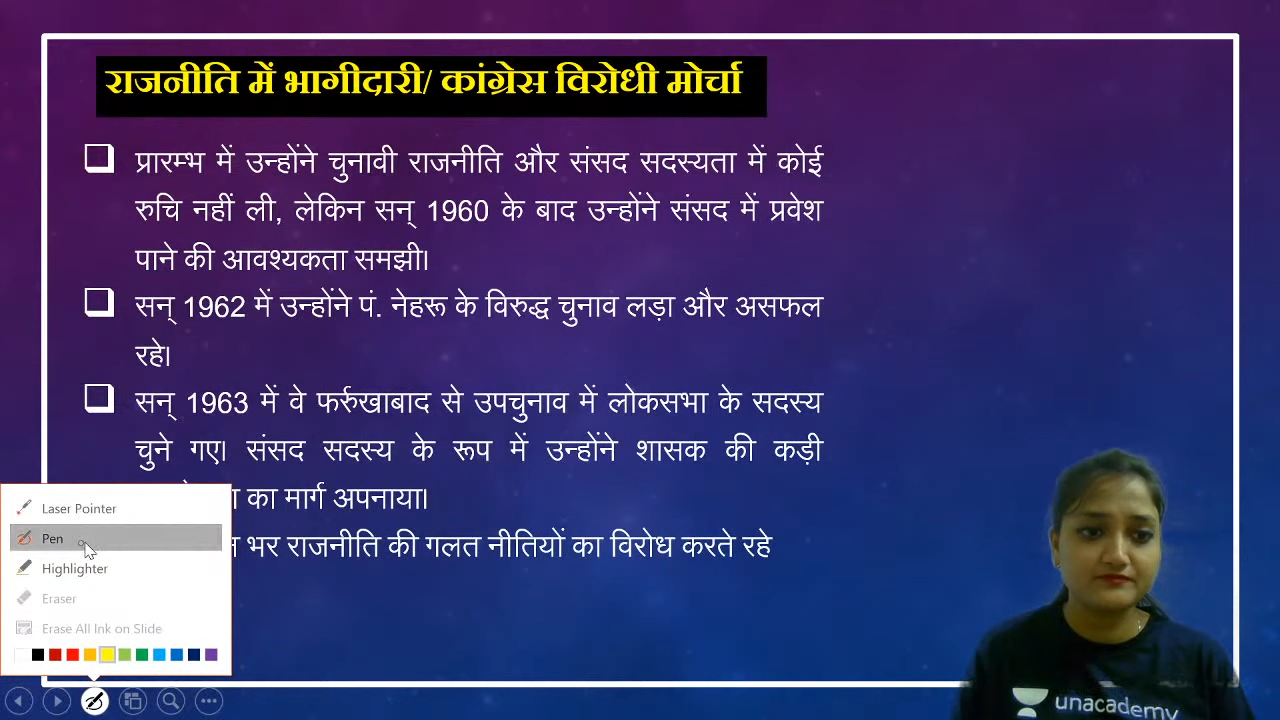 राजनीति में भागीदारी/ कांग्रेस विरोधी मोर्चा
प्रारम्भ में उन्होंने चुनावी राजनीति और संसद सदस्यता में कोई
रुचि नहीं ली, लेकिन सन् 1960 के बाद उन्होंने संसद में प्रवेश
पाने की आवश्यकता समझी।
सन् 1962 में उन्होंने पं. नेहरू के विरुद्ध चुनाव लड़ा और असफल
रहे।
सन् 1963 में वे फर्रुखाबाद से उपचुनाव में लोकसभा के सदस्य
चुने गए। संसद सदस्य के रूप में उन्होंने शासक की कड़ी
का मार्ग अपनाया।
भर राजनीति की गलत नीतियों का विरोध करते रहे
Laser Pointer
Pen
Highlighter
Eraser
Erase All Ink on Slide
unacademy